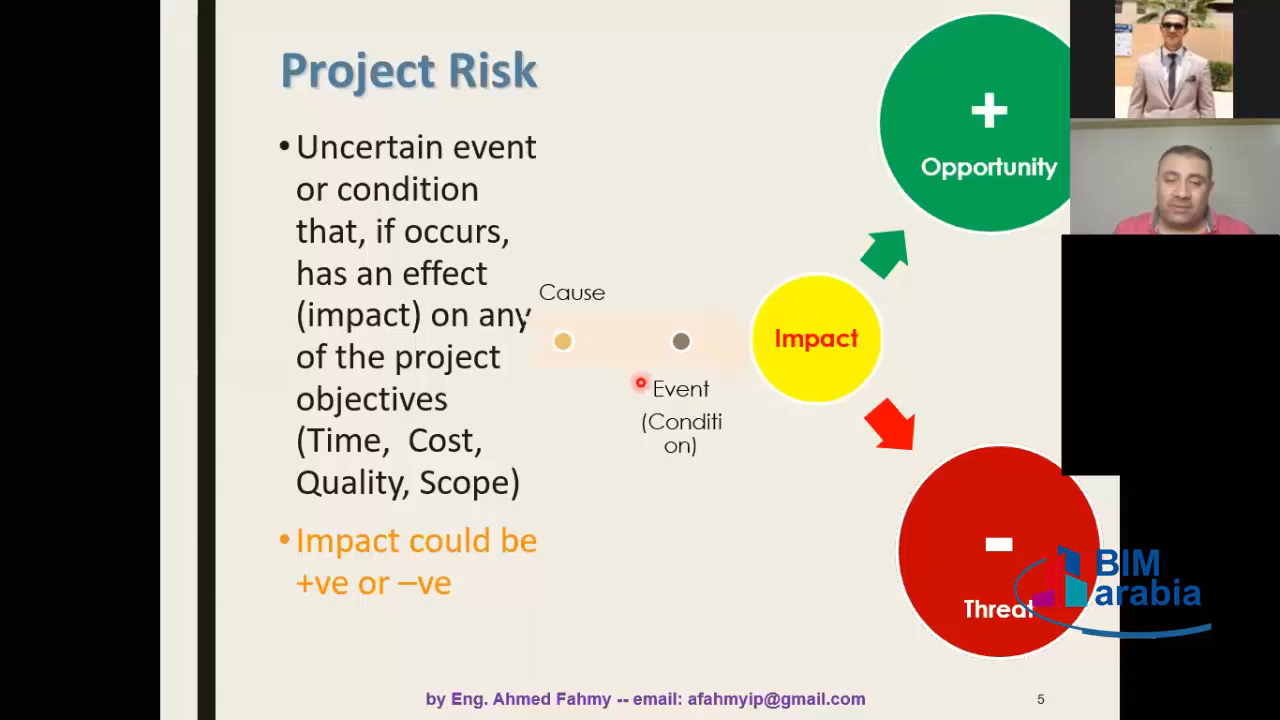 Project Risk
• Uncertain event
or condition
that, if occurs,
has an effect
(impact) on any
of the project
objectives
(Time, Cost,
Quality, Scope)
• Impact could be
+ve or –ve
Cause
Event
(Conditi
on)
Impact
+
Opportunity
-
Threat
BIM
arabia
by Eng. Ahmed Fahmy -- email: afahmyip@gmail.com
5